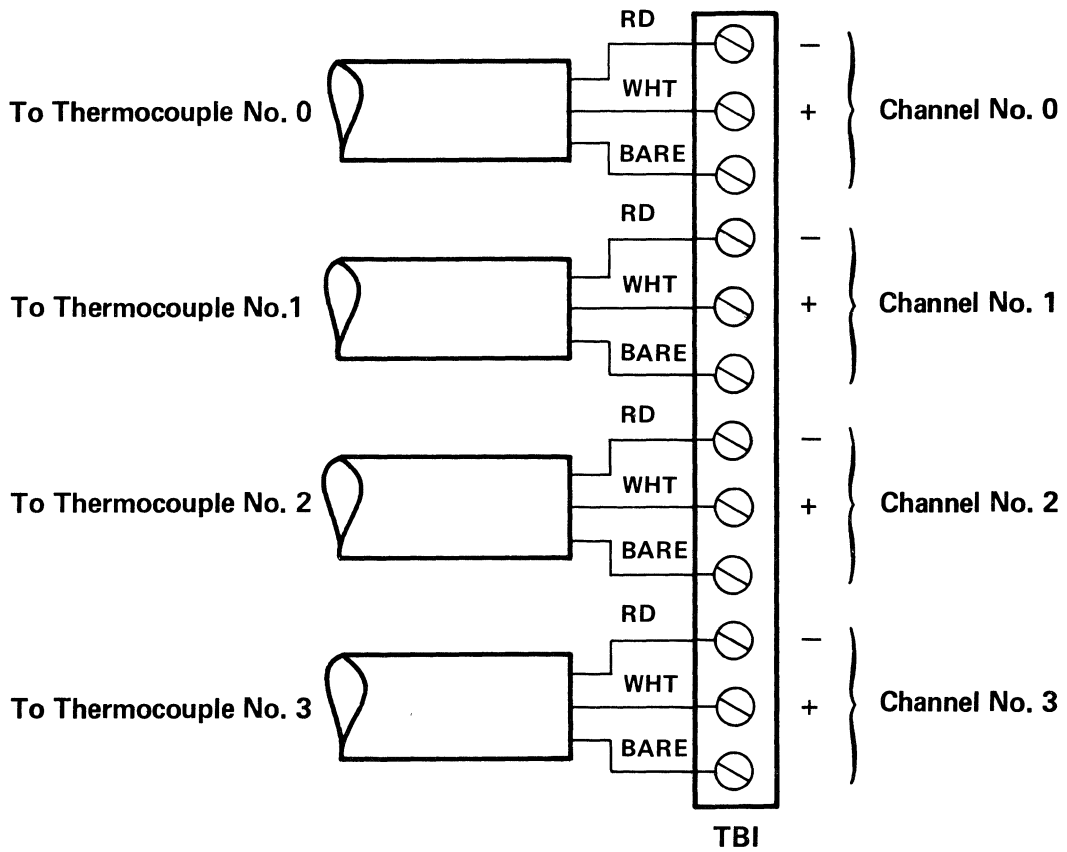 RD
−
WHT
To Thermocouple No. 0
+
Channel No. 0
BARE
RD
−
WHT
To Thermocouple No.1
+
Channel No. 1
BARE
RD
−
WHT
To Thermocouple No. 2
+
Channel No. 2
BARE
RD
−
WHT
To Thermocouple No. 3
+
Channel No. 3
BARE
TBI